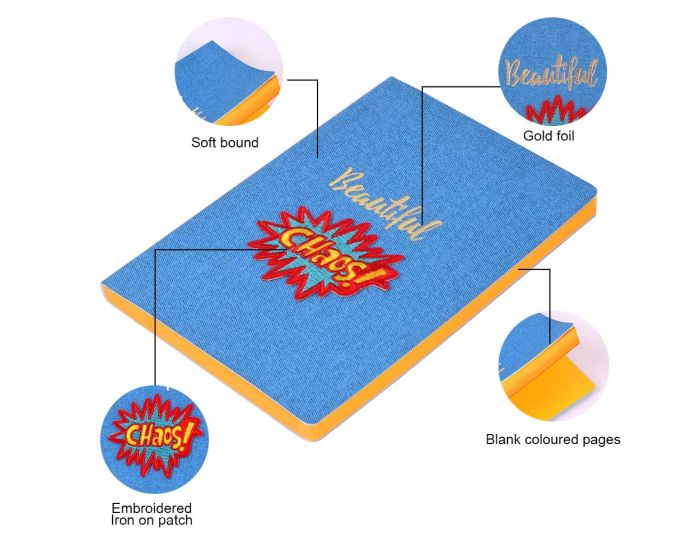 Beautiful
Soft bound
Gold foil
Beautiful
CHaos!
CHaos!
Blank coloured pages
Embroidered
Iron on patch